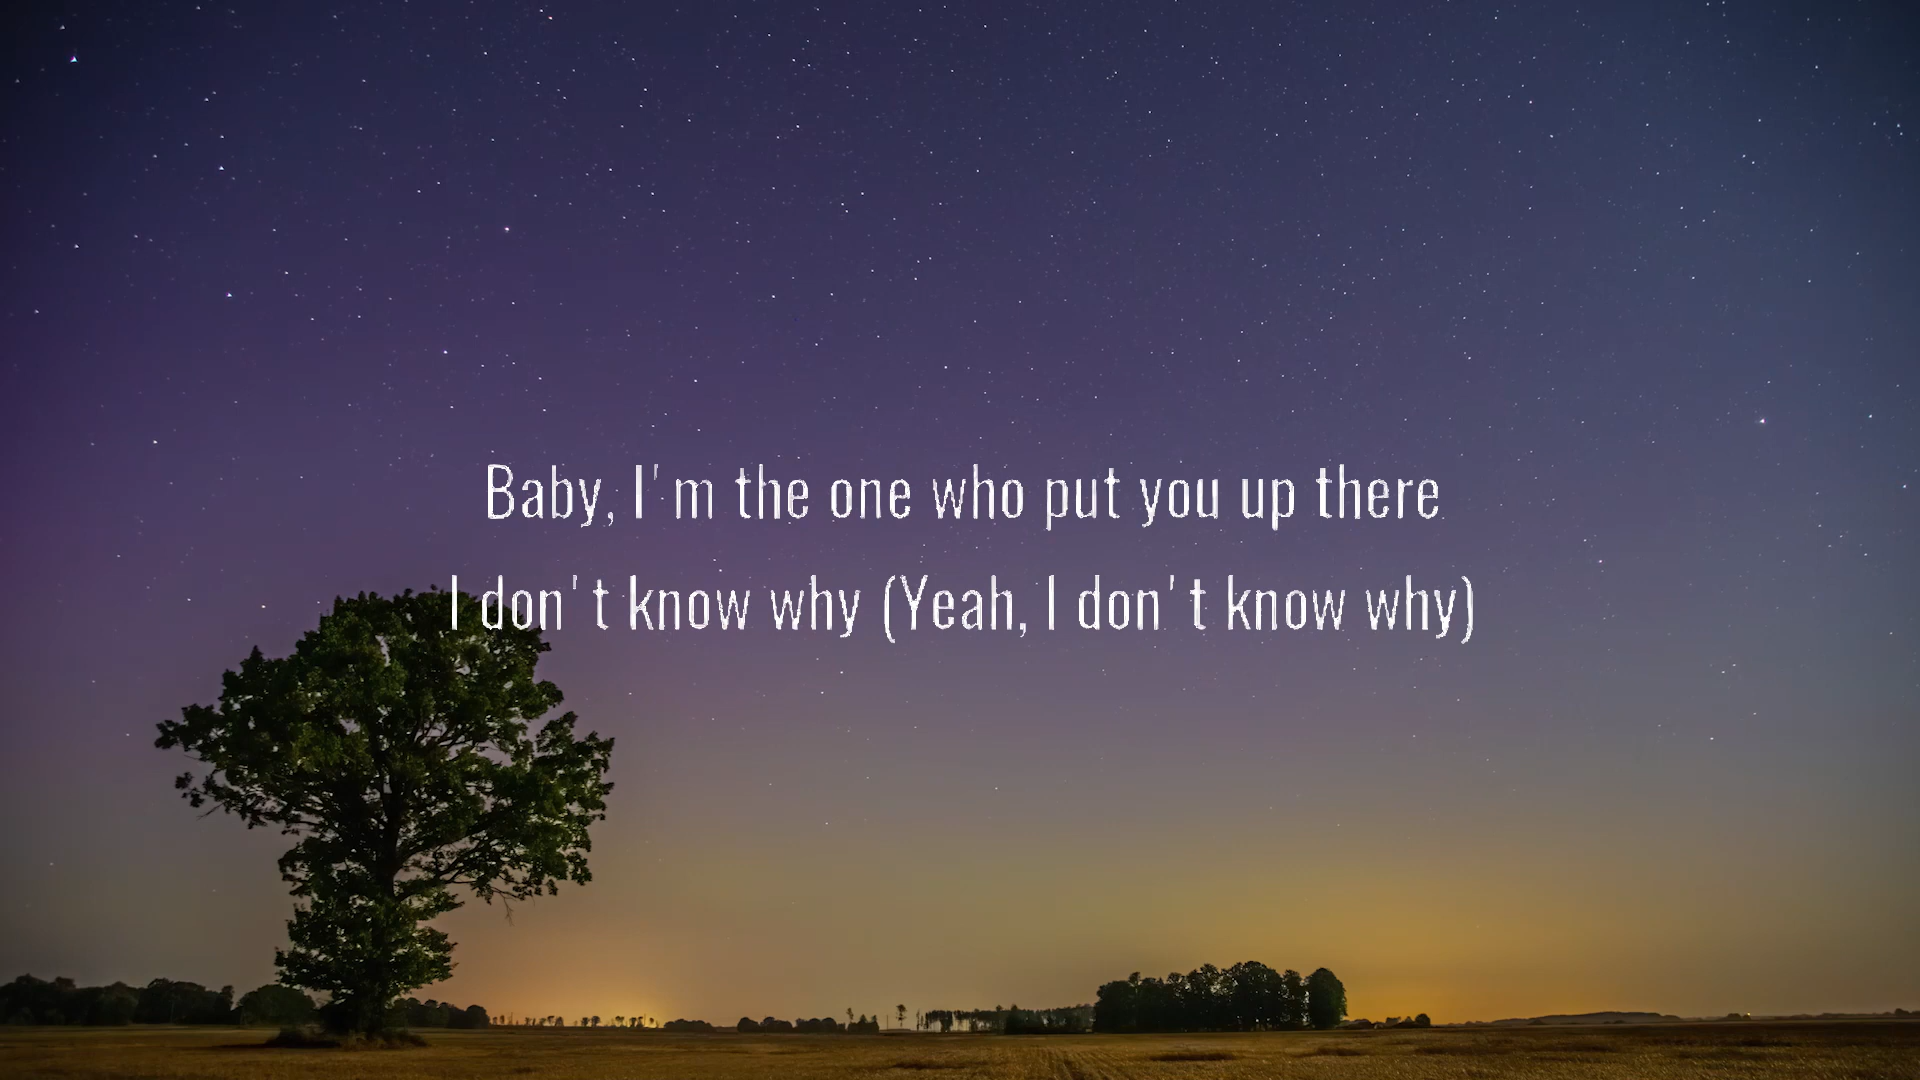 Baby, I'm the one who put you up there
I don't know why (Yeah, I don't know why)